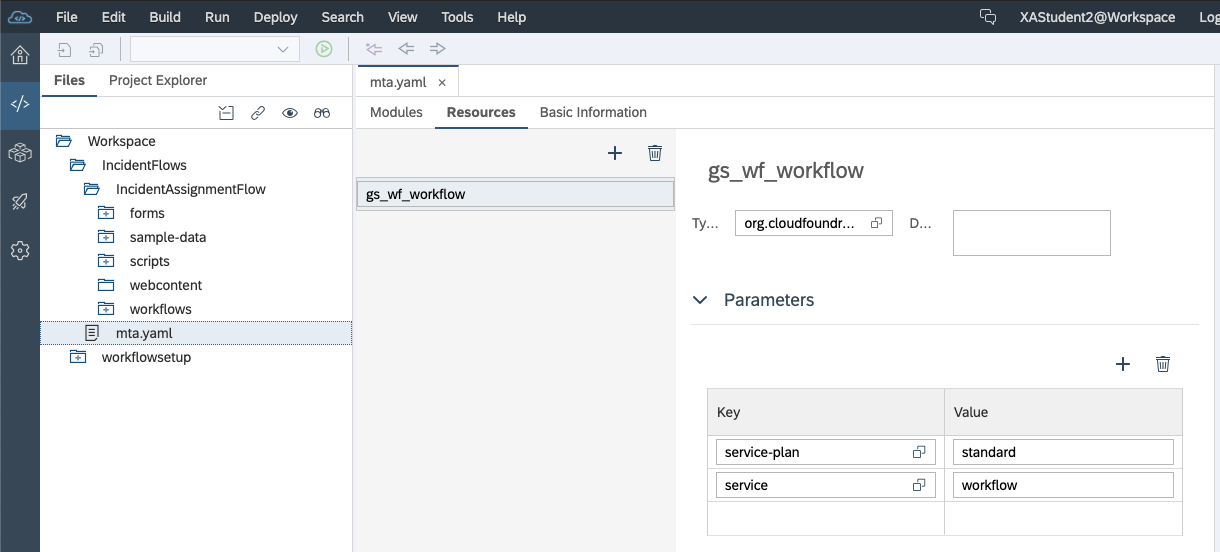 File Edit Build Run Deploy Search View Tools Help XAStudent2@Workspace Log
Files Project Explorer
mta.yaml ×
Modules Resources Basic Information
Workspace
IncidentFlows
IncidentAssignmentFlow
forms
sample-data
scripts
webcontent
workflows
mta.yaml
workflowsetup
gs_wf_workflow
gs_wf_workflow
Ty... org.cloudfoundr... D...
Parameters
Key Value
service-plan standard
service workflow